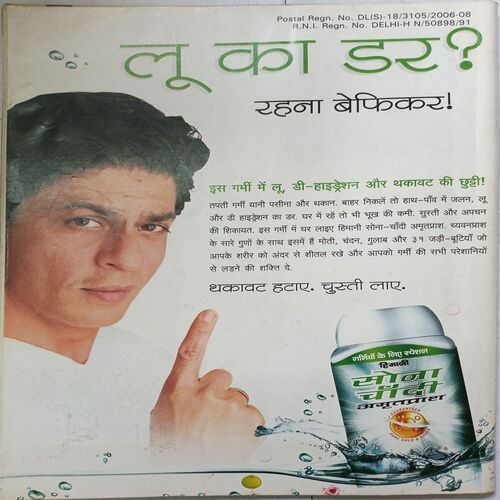 Postal Regn. No. DL(S)-18/3105/2006-08
R.N.I. Regn. No. DELHI-H N/50898/91
लू का डर?
रहना बेफिकर!
इस गर्मी में लू, डी-हाइड्रेशन और थकावट की छुट्टी!
तपती गर्मी यानी पसीना और थकान. बाहर निकलें तो हाथ-पाँव में जलन, लू
और डी हाइड्रेशन का डर. घर में रहें तो भी भूख की कमी. सुस्ती और अपचन
की शिकायत. इस गर्मी में घर लाइए हिमानी सोना-चाँदी अमृतप्राश. च्यवनप्राश
के सारे गुणों के साथ इसमें हैं मोती, चंदन, गुलाब और ३१ जड़ी-बूटियाँ जो
आपके शरीर को अंदर से शीतल रखे और आपको गर्मी की सभी परेशानियों
से लड़ने की शक्ति दे.
थकावट हटाए. चुस्ती लाए.
गर्मियों के लिए स्पेशल
हिमानी
सोना
चाँदी
अमृतप्राश